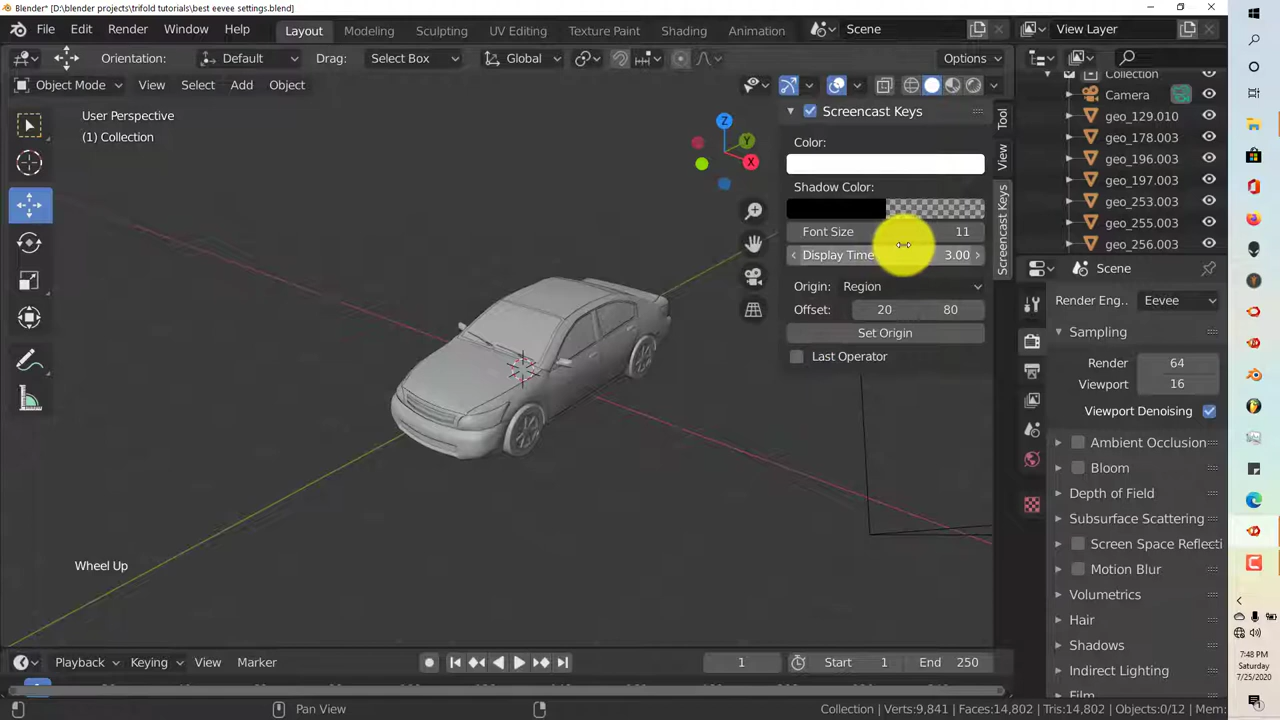 Blender* [D:\blender projects\trifold tutorials\best eevee settings.blend]
File Edit Render Window Help Layout Modeling Sculpting UV Editing Texture Paint Shading Animation Scene View Layer
Orientation: Default Drag: Select Box Global Options
Object Mode View Select Add Object
User Perspective
(1) Collection
Z
Y
X
Screencast Keys
Color:
Shadow Color:
Font Size 11
Display Time 3.00
Origin: Region
Offset: 20 80
Set Origin
Last Operator
Tool
View
Screencast Keys
Collection
Camera
geo_129.010
geo_178.003
geo_196.003
geo_197.003
geo_253.003
geo_255.003
geo_256.003
Scene
Render Eng.. Eevee
Sampling
Render 64
Viewport 16
Viewport Denoising
Ambient Occlusion
Bloom
Depth of Field
Subsurface Scattering
Screen Space Reflecti
Motion Blur
Volumetrics
Hair
Shadows
Indirect Lighting
Film
Wheel Up
Playback Keying View Marker 1 Start 1 End 250
Pan View
Collection | Verts:9,841 | Faces:14,802 | Tris:14,802 | Objects:0/12 | Mem:
7:48 PM
Saturday
7/25/2020